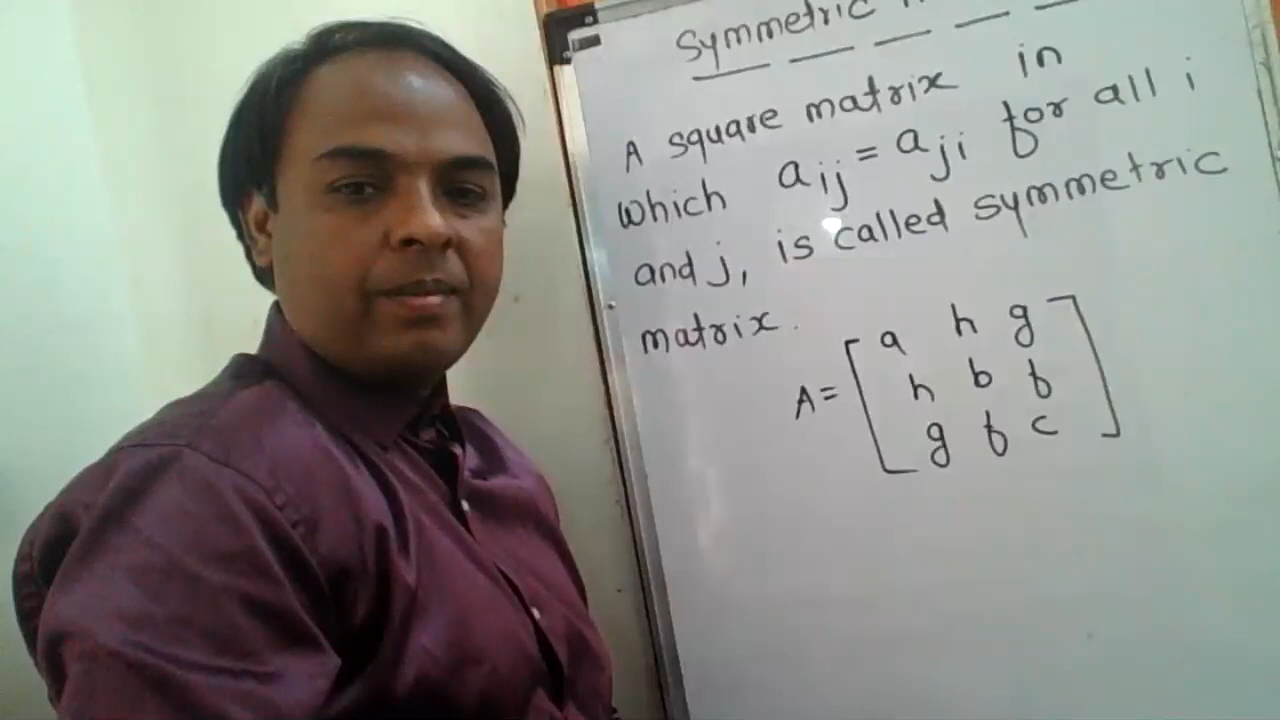 Symmetric
A square matrix in
which aij = aji for all i
and j, is called symmetric
matrix.
a h g
A= h b f
g f c